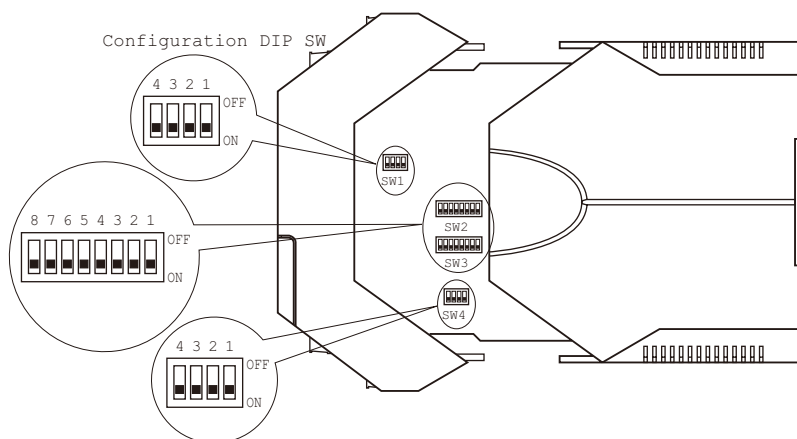 Configuration DIP SW
4 3 2 1
OFF
ON
SW1
8 7 6 5 4 3 2 1
OFF
ON
SW2
SW3
SW4
4 3 2 1
OFF
ON